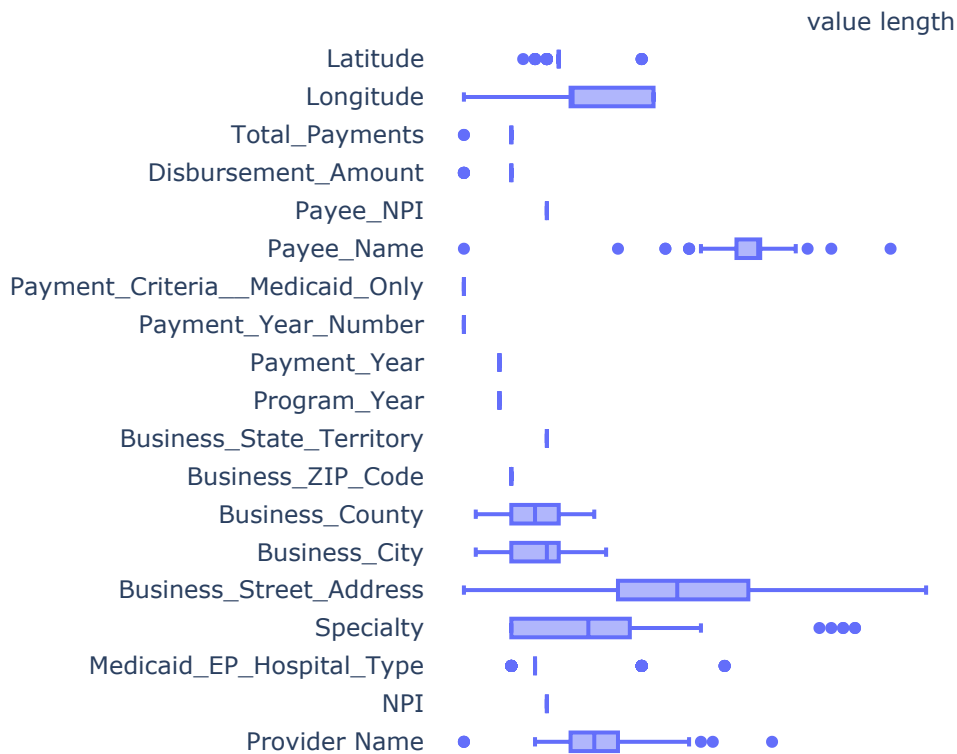 value length
Latitude
Longitude
Total_Payments
Disbursement_Amount
Payee_NPI
Payee_Name
Payment_Criteria__Medicaid_Only
Payment_Year_Number
Payment_Year
Program_Year
Business_State_Territory
Business_ZIP_Code
Business_County
Business_City
Business_Street_Address
Specialty
Medicaid_EP_Hospital_Type
NPI
Provider Name